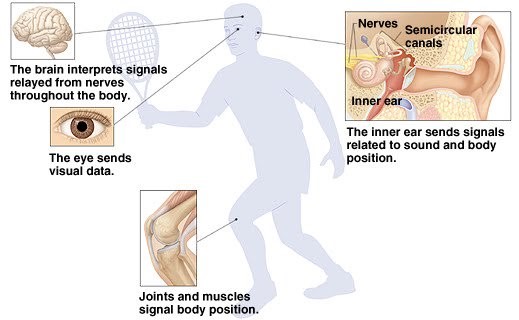 The brain interprets signals
relayed from nerves
throughout the body.
The eye sends
visual data.
Nerves
Semicircular
canals
Inner ear
The inner ear sends signals
related to sound and body
position.
Joints and muscles
signal body position.